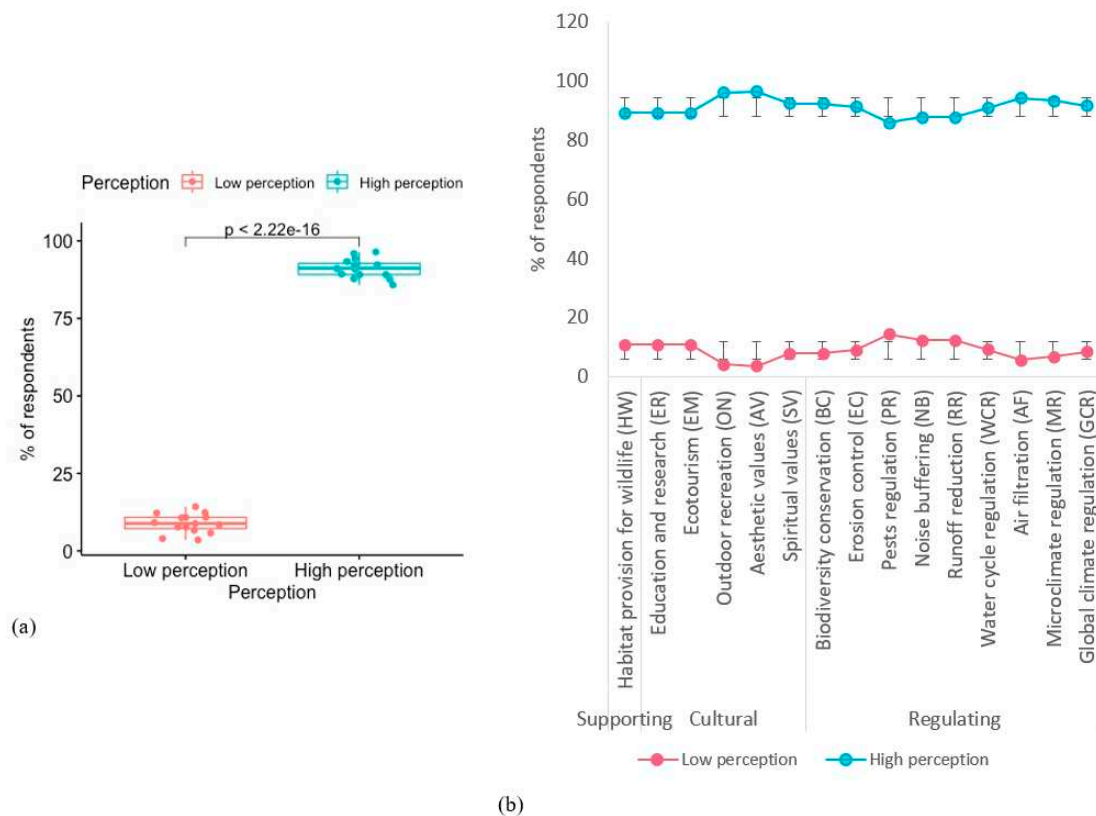 Perception Low perception High perception
p < 2.22e-16
% of respondents
100
75
50
25
0
Low perception High perception
Perception
(a)
% of respondents
120
100
80
60
40
20
0
Habitat provision for wildlife (HW)
Education and research (ER)
Ecotourism (EM)
Outdoor recreation (ON)
Aesthetic values (AV)
Spiritual values (SV)
Biodiversity conservation (BC)
Erosion control (EC)
Pests regulation (PR)
Noise buffering (NB)
Runoff reduction (RR)
Water cycle regulation (WCR)
Air filtration (AF)
Microclimate regulation (MR)
Global climate regulation (GCR)
Supporting Cultural Regulating
Low perception High perception
(b)